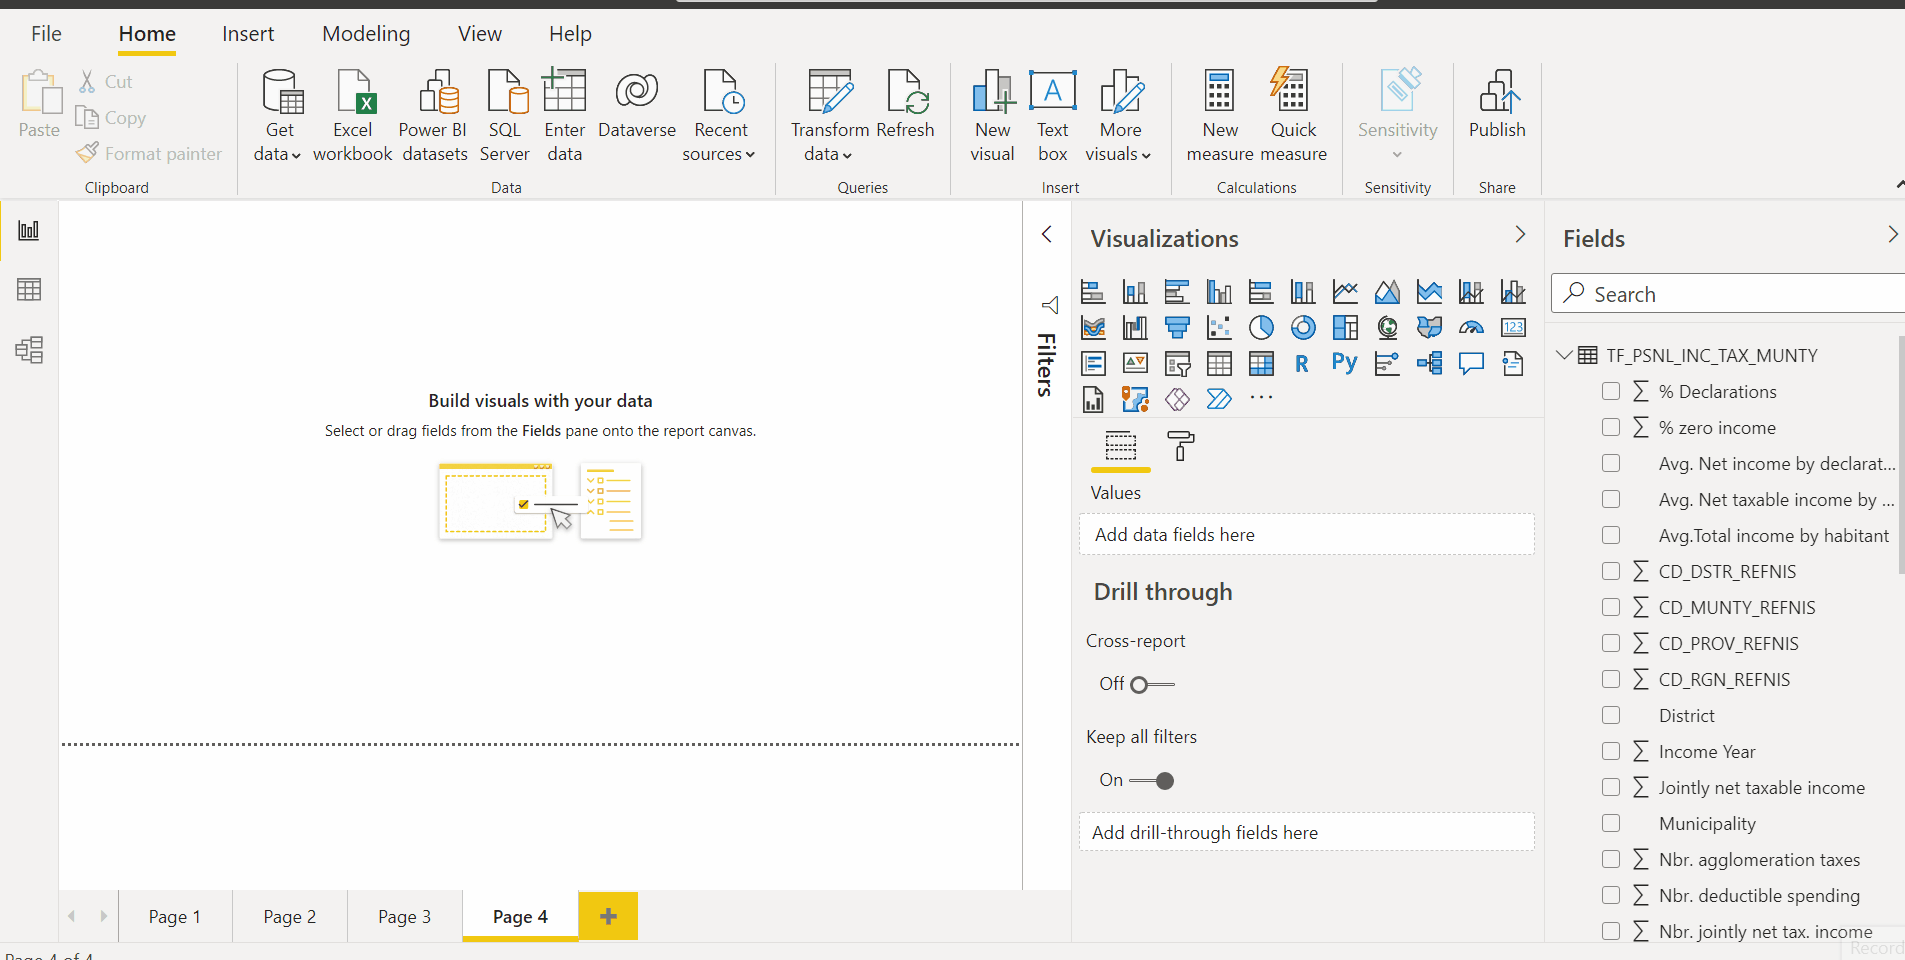 File Home Insert Modeling View Help
Paste
Cut
Copy
Format painter
Clipboard
Get data
Excel workbook
Power BI datasets
SQL Server
Enter data
Dataverse
Recent sources
Data
Transform data
Refresh
Queries
New visual
Text box
More visuals
Insert
New measure
Quick measure
Calculations
Sensitivity
Sensitivity
Publish
Share
Build visuals with your data
Select or drag fields from the Fields pane onto the report canvas.
Filters
Visualizations
123
R
Py
Values
Add data fields here
Drill through
Cross-report
Off
Keep all filters
On
Add drill-through fields here
Fields
Search
TF_PSNL_INC_TAX_MUNTY
% Declarations
% zero income
Avg. Net income by declarat...
Avg. Net taxable income by ...
Avg.Total income by habitant
CD_DSTR_REFNIS
CD_MUNTY_REFNIS
CD_PROV_REFNIS
CD_RGN_REFNIS
District
Income Year
Jointly net taxable income
Municipality
Nbr. agglomeration taxes
Nbr. deductible spending
Nbr. jointly net tax. income
Page 1 Page 2 Page 3 Page 4
Page 4 of 4
Record